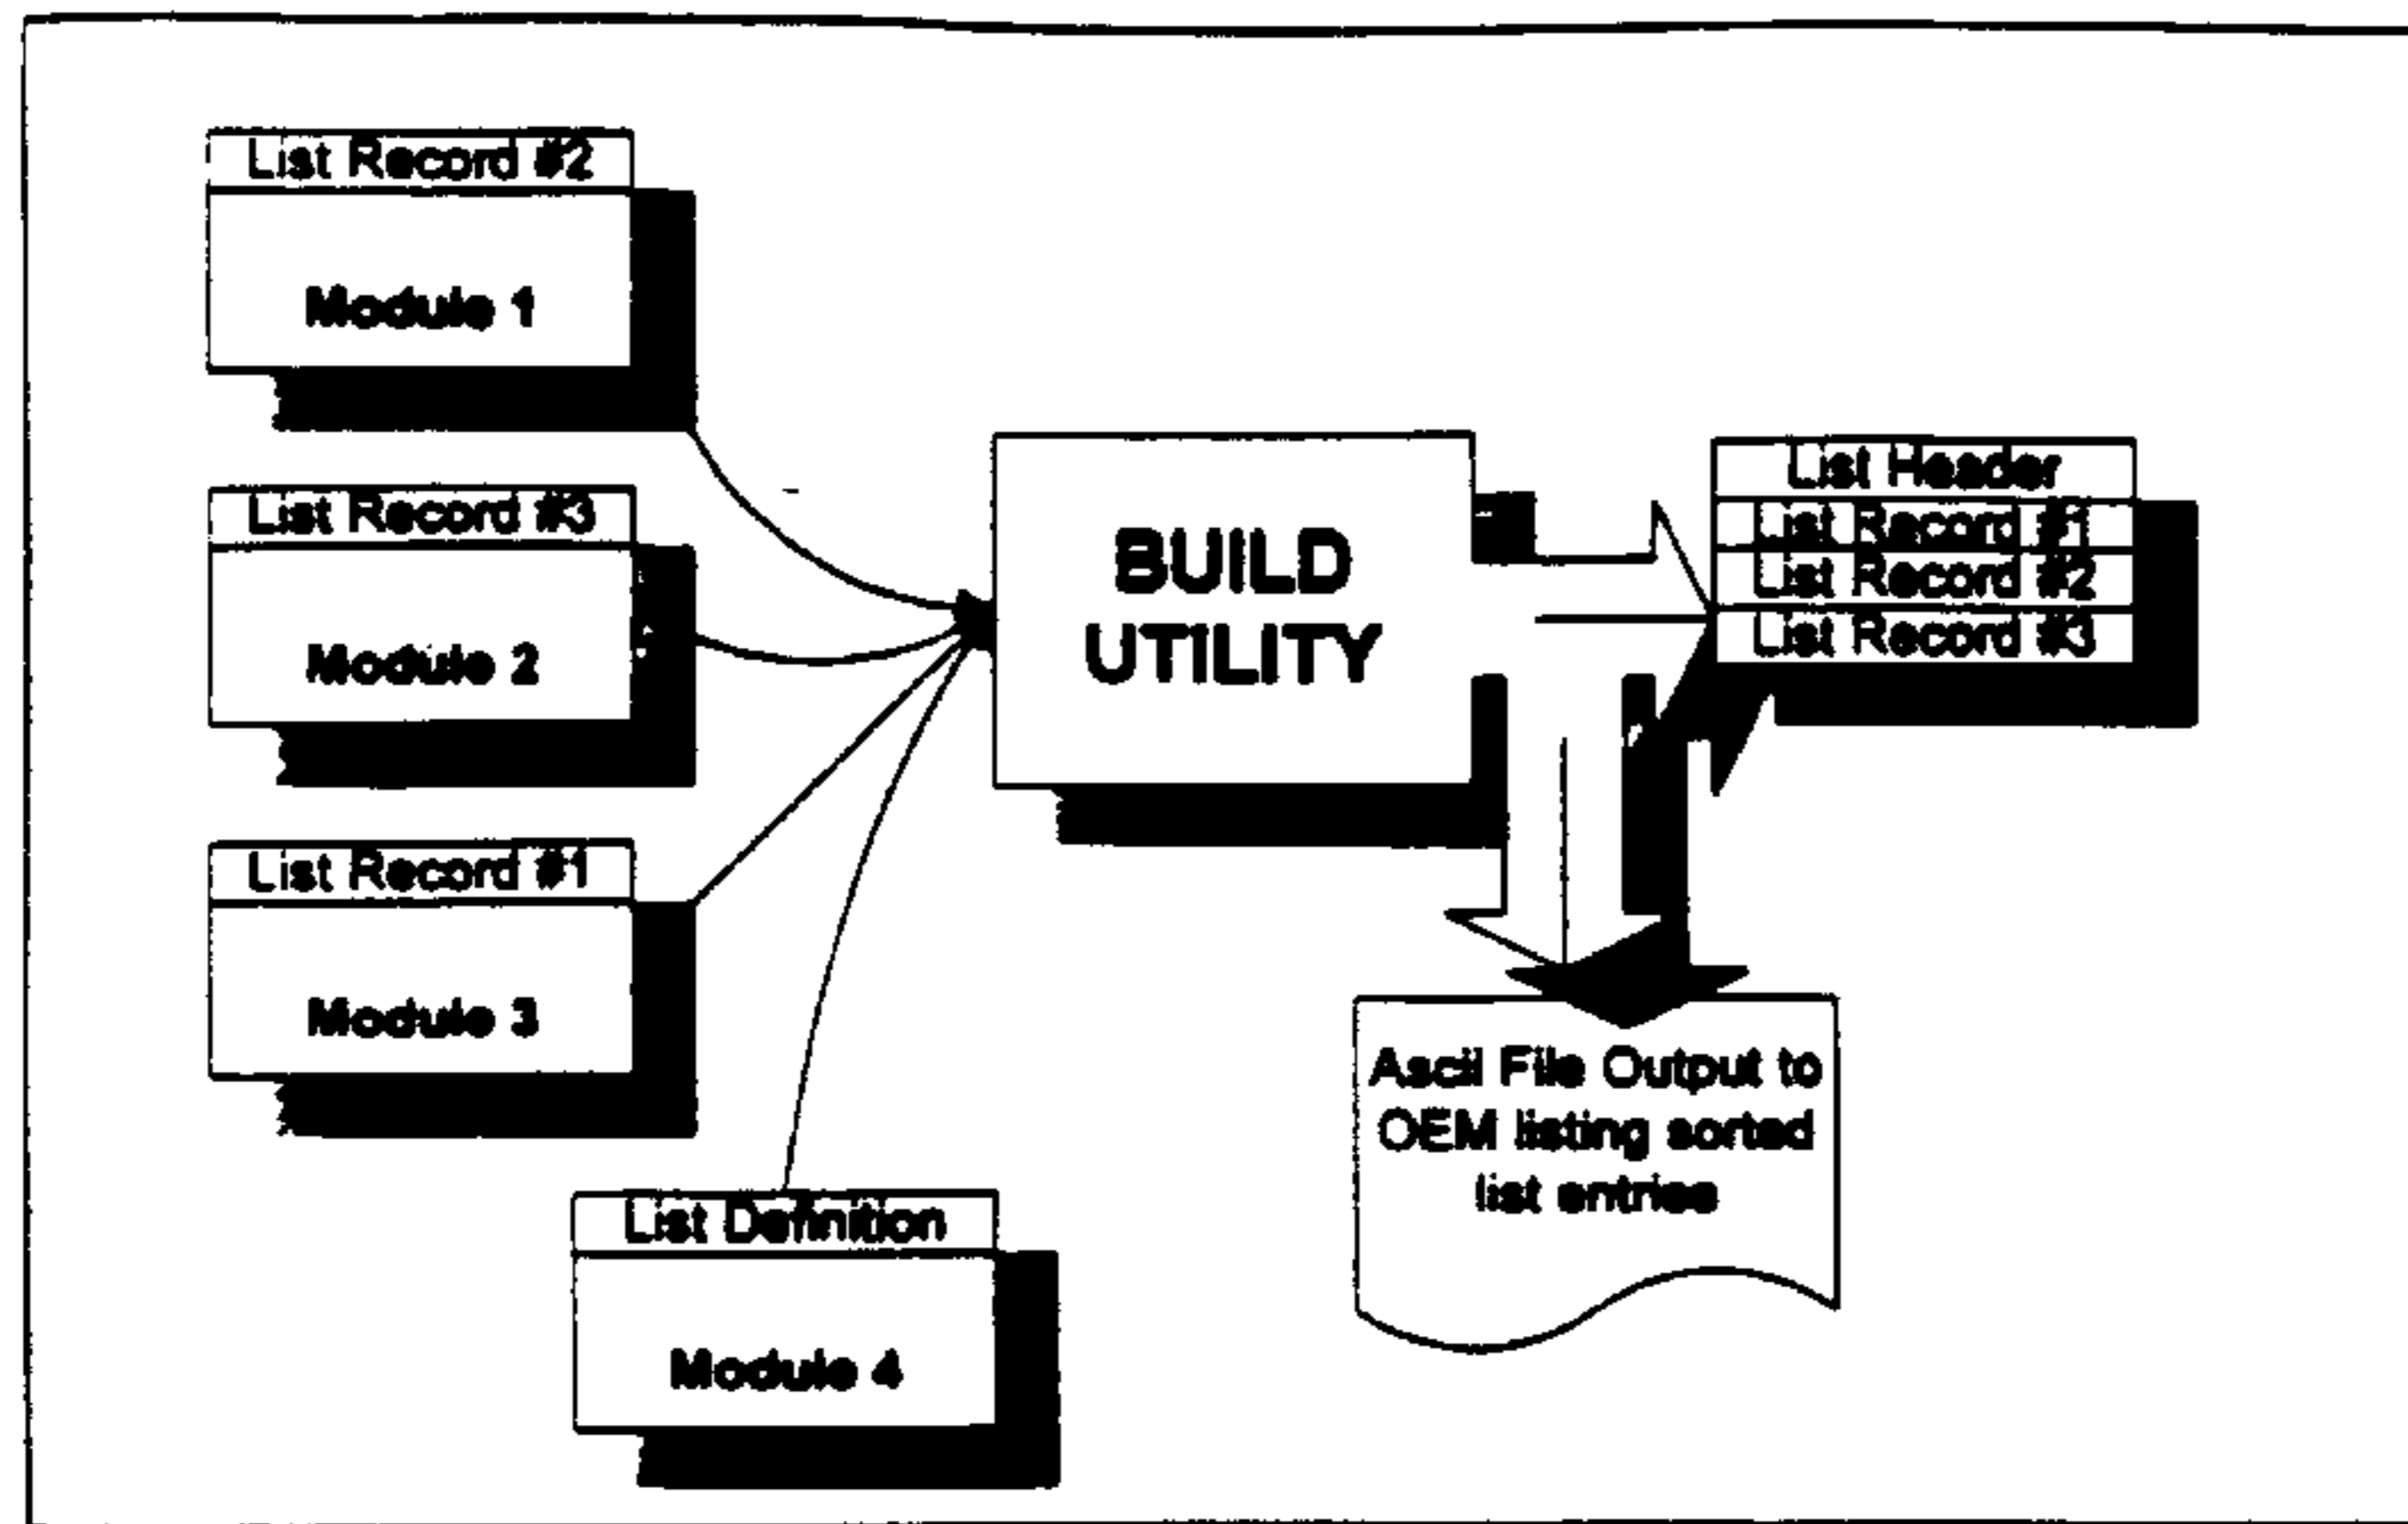 List Record #2
Module 1
List Record #3
Module 2
List Record #1
Module 3
List Definition
Module 4
BUILD
UTILITY
List Header
List Record #1
List Record #2
List Record #3
Ascii File Output to
OEM listing sorted
list entries